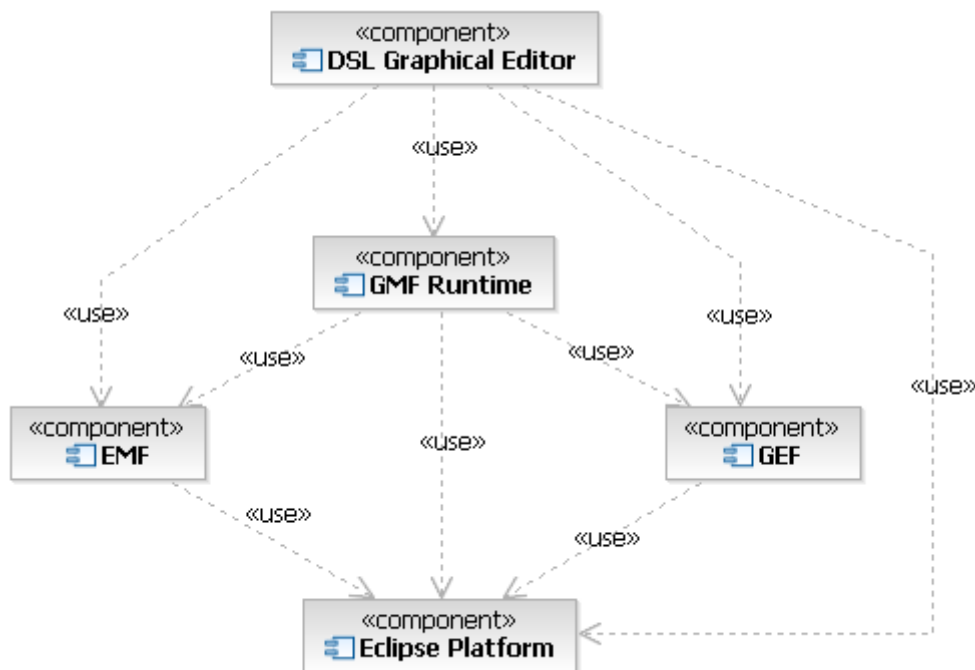 «component»
DSL Graphical Editor
«use»
«component»
GMF Runtime
«use»
«use»
«use»
«use»
«use»
«component»
EMF
«use»
«component»
GEF
«use»
«use»
«component»
Eclipse Platform